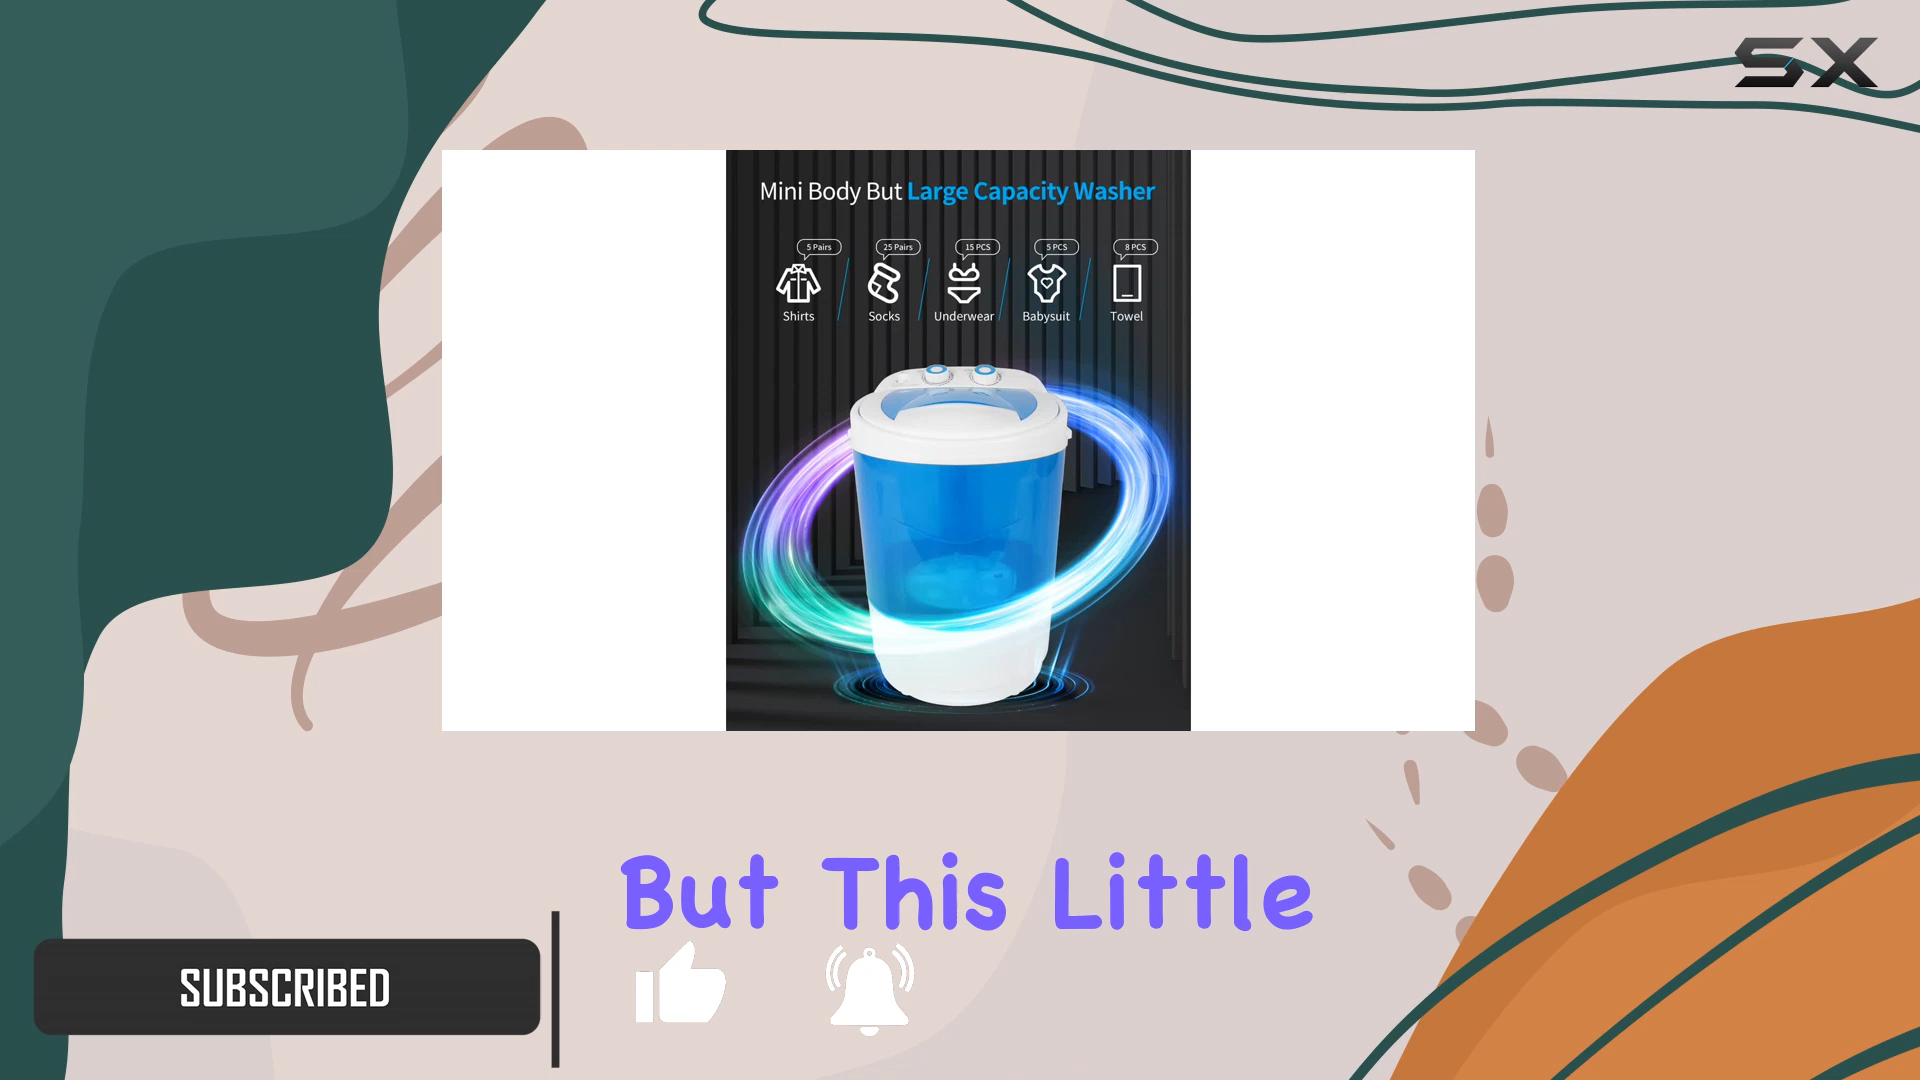 SX
Mini Body But Large Capacity Washer
5 Pairs 25 Pairs 15 PCS 5 PCS 8 PCS
Shirts Socks Underwear Babysuit Towel
But This Little
SUBSCRIBED